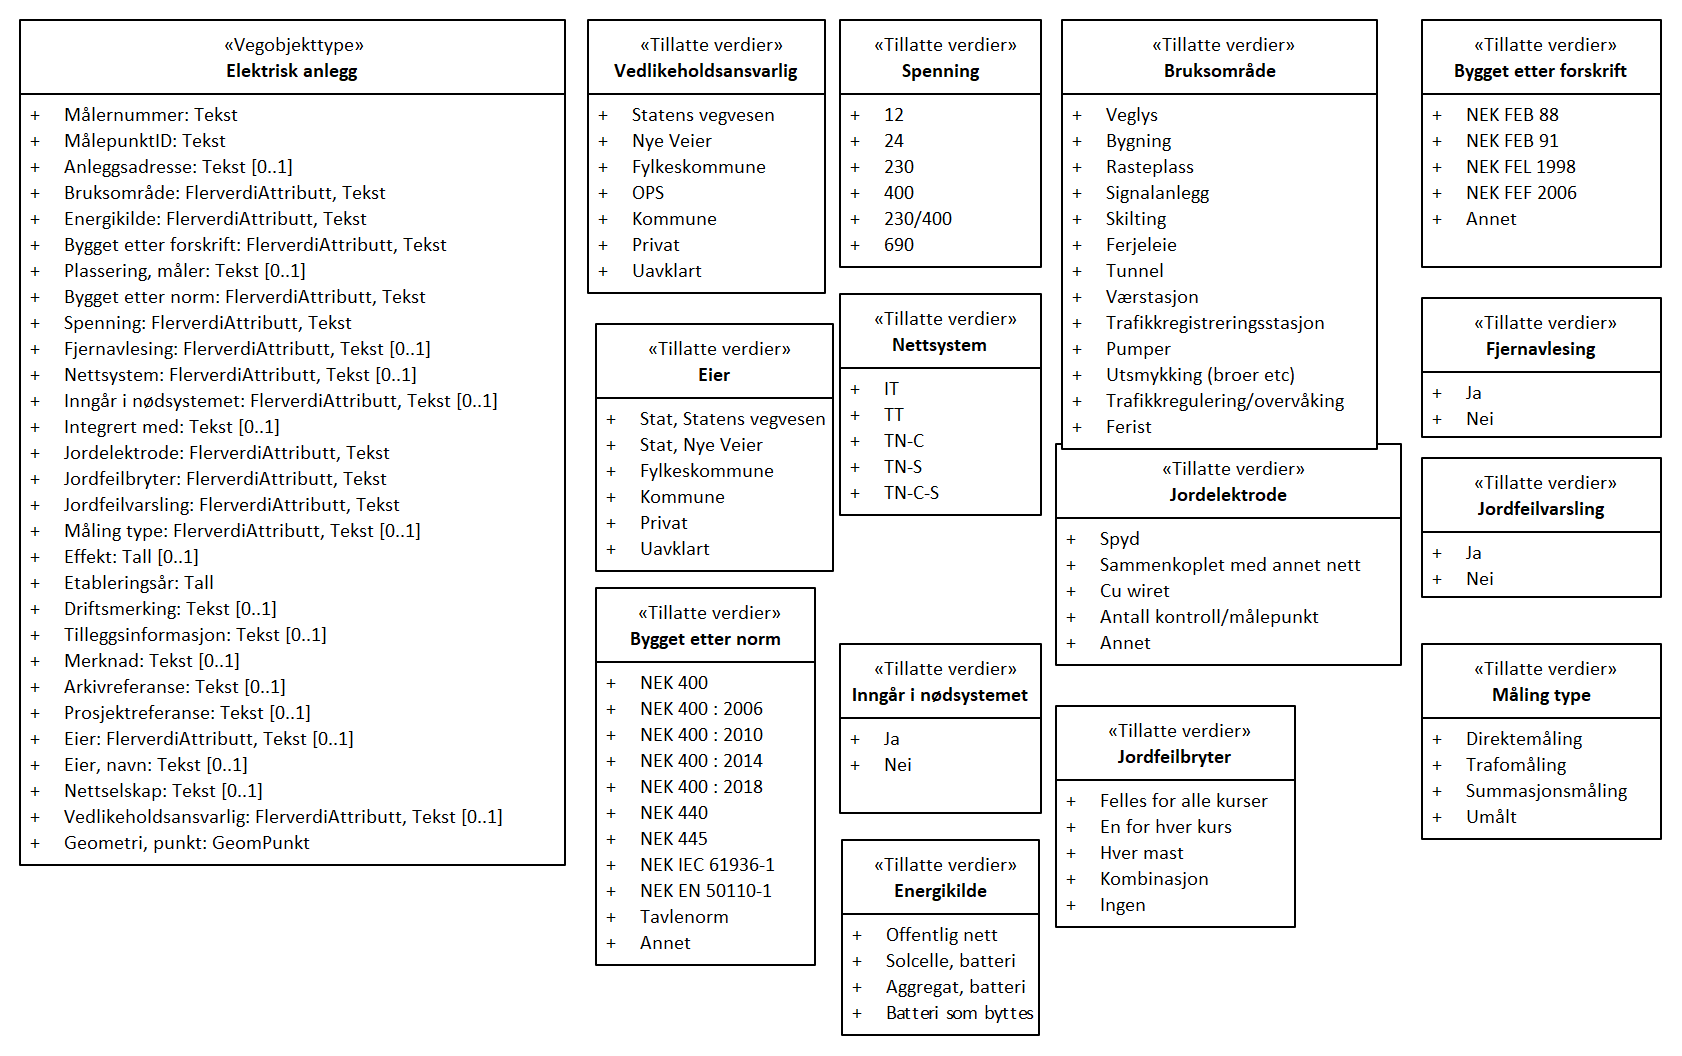 «Vegobjekttype»
Elektrisk anlegg
+ Målernummer: Tekst
+ MålepunktID: Tekst
+ Anleggsadresse: Tekst [0..1]
+ Bruksområde: FlerverdiAttributt, Tekst
+ Energikilde: FlerverdiAttributt, Tekst
+ Bygget etter forskrift: FlerverdiAttributt, Tekst
+ Plassering, måler: Tekst [0..1]
+ Bygget etter norm: FlerverdiAttributt, Tekst
+ Spenning: FlerverdiAttributt, Tekst
+ Fjernavlesing: FlerverdiAttributt, Tekst [0..1]
+ Nettsystem: FlerverdiAttributt, Tekst [0..1]
+ Inngår i nødsystemet: FlerverdiAttributt, Tekst [0..1]
+ Integrert med: Tekst [0..1]
+ Jordelektrode: FlerverdiAttributt, Tekst
+ Jordfeilbryter: FlerverdiAttributt, Tekst
+ Jordfeilvarsling: FlerverdiAttributt, Tekst
+ Måling type: FlerverdiAttributt, Tekst [0..1]
+ Effekt: Tall [0..1]
+ Etableringsår: Tall
+ Driftsmerking: Tekst [0..1]
+ Tilleggsinformasjon: Tekst [0..1]
+ Merknad: Tekst [0..1]
+ Arkivreferanse: Tekst [0..1]
+ Prosjektreferanse: Tekst [0..1]
+ Eier: FlerverdiAttributt, Tekst [0..1]
+ Eier, navn: Tekst [0..1]
+ Nettselskap: Tekst [0..1]
+ Vedlikeholdsansvarlig: FlerverdiAttributt, Tekst [0..1]
+ Geometri, punkt: GeomPunkt
«Tillatte verdier»
Vedlikeholdsansvarlig
+ Statens vegvesen
+ Nye Veier
+ Fylkeskommune
+ OPS
+ Kommune
+ Privat
+ Uavklart
«Tillatte verdier»
Eier
+ Stat, Statens vegvesen
+ Stat, Nye Veier
+ Fylkeskommune
+ Kommune
+ Privat
+ Uavklart
«Tillatte verdier»
Bygget etter norm
+ NEK 400
+ NEK 400 : 2006
+ NEK 400 : 2010
+ NEK 400 : 2014
+ NEK 400 : 2018
+ NEK 440
+ NEK 445
+ NEK IEC 61936-1
+ NEK EN 50110-1
+ Tavlenorm
+ Annet
«Tillatte verdier»
Spenning
+ 12
+ 24
+ 230
+ 400
+ 230/400
+ 690
«Tillatte verdier»
Nettsystem
+ IT
+ TT
+ TN-C
+ TN-S
+ TN-C-S
«Tillatte verdier»
Inngår i nødsystemet
+ Ja
+ Nei
«Tillatte verdier»
Energikilde
+ Offentlig nett
+ Solcelle, batteri
+ Aggregat, batteri
+ Batteri som byttes
«Tillatte verdier»
Bruksområde
+ Veglys
+ Bygning
+ Rasteplass
+ Signalanlegg
+ Skilting
+ Ferjeleie
+ Tunnel
+ Værstasjon
+ Trafikkregistreringsstasjon
+ Pumper
+ Utsmykking (broer etc)
+ Trafikkregulering/overvåking
+ Ferist
«Tillatte verdier»
Jordelektrode
+ Spyd
+ Sammenkoplet med annet nett
+ Cu wiret
+ Antall kontroll/målepunkt
+ Annet
«Tillatte verdier»
Jordfeilbryter
+ Felles for alle kurser
+ En for hver kurs
+ Hver mast
+ Kombinasjon
+ Ingen
«Tillatte verdier»
Bygget etter forskrift
+ NEK FEB 88
+ NEK FEB 91
+ NEK FEL 1998
+ NEK FEF 2006
+ Annet
«Tillatte verdier»
Fjernavlesing
+ Ja
+ Nei
«Tillatte verdier»
Jordfeilvarsling
+ Ja
+ Nei
«Tillatte verdier»
Måling type
+ Direktemåling
+ Trafomåling
+ Summasjonsmåling
+ Umålt